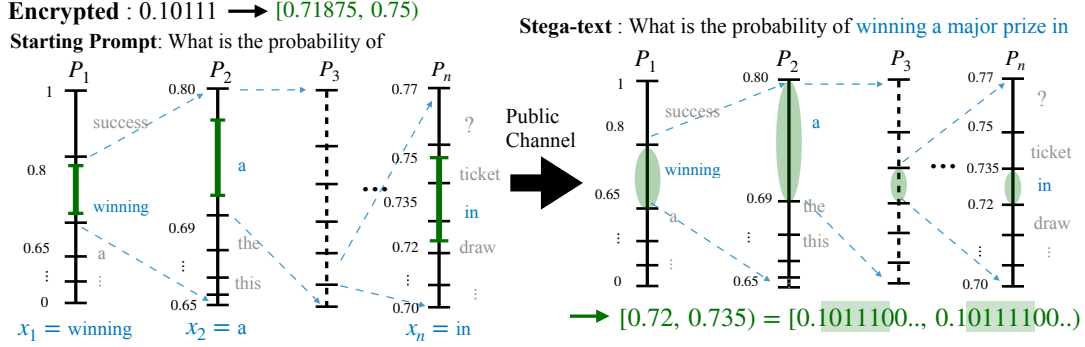 Encrypted : 0.10111 → [0.71875, 0.75)
Starting Prompt: What is the probability of
P1
1
success
0.8
winning
0.65
a
...
...
0
x1 = winning
P2
0.80
a
0.69
the
...
this
0.65
x2 = a
P3
...
Pn
0.77
?
0.75
ticket
0.735
in
0.72
draw
...
0.70
xn = in
Public
Channel
Stega-text : What is the probability of winning a major prize in
P1
1
success
0.8
winning
0.65
a
...
...
0
P2
0.80
a
0.69
the
...
this
0.65
P3
...
Pn
0.77
?
0.75
ticket
0.735
in
0.72
draw
...
0.70
→ [0.72, 0.735) = [0.1011100.., 0.10111100..)